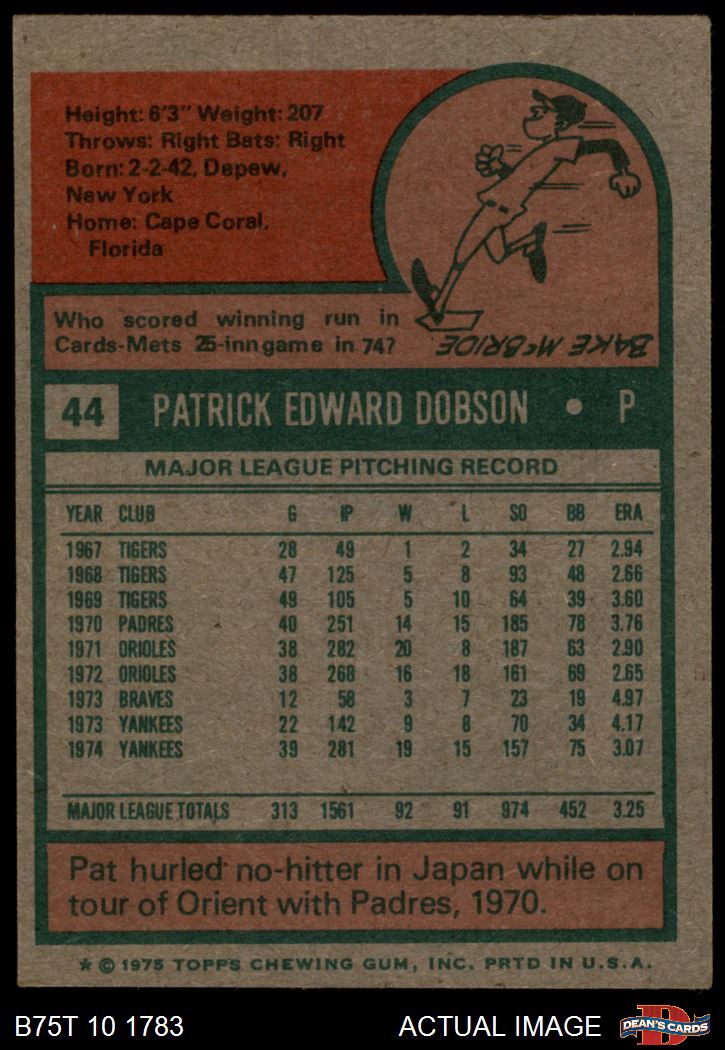 Height: 6'3" Weight: 207
Throws: Right Bats: Right
Born: 2-2-42, Depew,
New York
Home: Cape Coral,
Florida
Who scored winning run in
Cards-Mets 25-inn game in 74?
BAKE McBRIDE
44 PATRICK EDWARD DOBSON • P
MAJOR LEAGUE PITCHING RECORD
YEAR CLUB G IP W L SO BB ERA
1967 TIGERS 28 49 1 2 34 27 2.94
1968 TIGERS 47 125 5 8 93 48 2.66
1969 TIGERS 49 105 5 10 64 39 3.60
1970 PADRES 40 251 14 15 185 78 3.76
1971 ORIOLES 38 282 20 8 187 63 2.90
1972 ORIOLES 38 268 16 18 161 69 2.65
1973 BRAVES 12 58 3 7 23 19 4.97
1973 YANKEES 22 142 9 8 70 34 4.17
1974 YANKEES 39 281 19 15 157 75 3.07
MAJOR LEAGUE TOTALS 313 1561 92 91 974 452 3.25
Pat hurled no-hitter in Japan while on
tour of Orient with Padres, 1970.
* © 1975 TOPPS CHEWING GUM, INC. PRTD IN U.S.A.
B75T 10 1783 ACTUAL IMAGE D DEAN'S CARDS